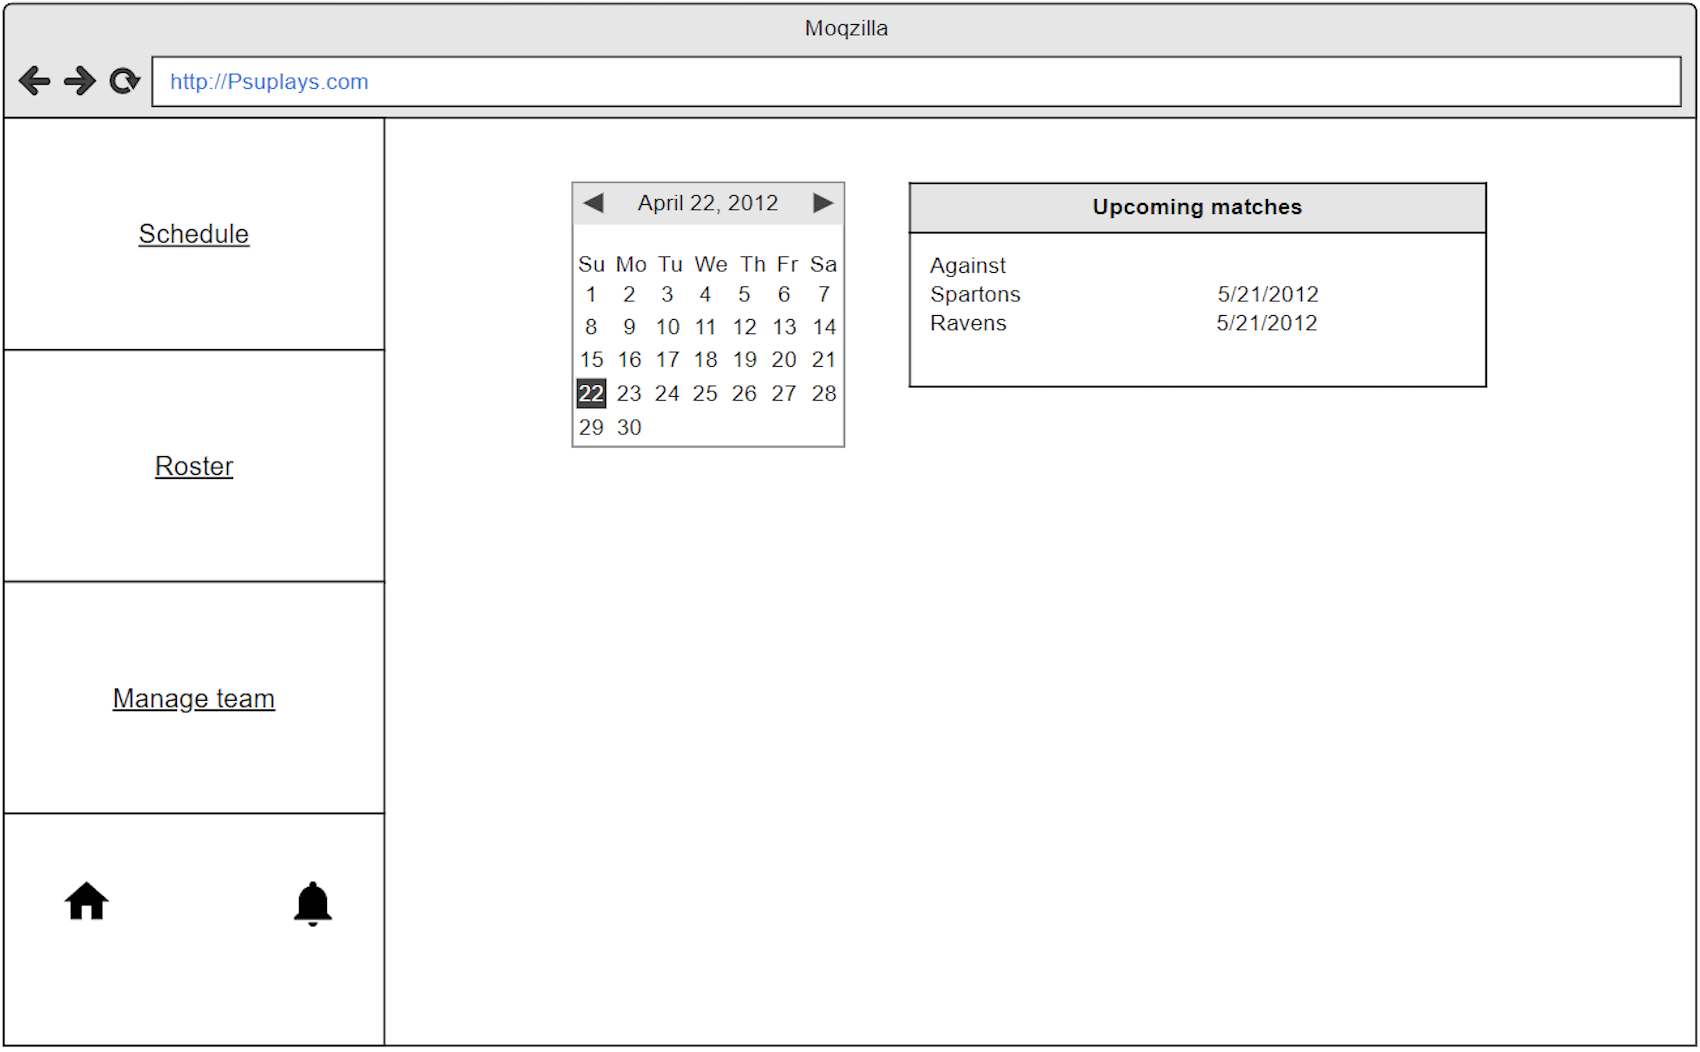 Moqzilla
http://Psuplays.com
Schedule
Roster
Manage team
April 22, 2012
Su Mo Tu We Th Fr Sa
1 2 3 4 5 6 7
8 9 10 11 12 13 14
15 16 17 18 19 20 21
22 23 24 25 26 27 28
29 30
Upcoming matches
Against
Spartons 5/21/2012
Ravens 5/21/2012